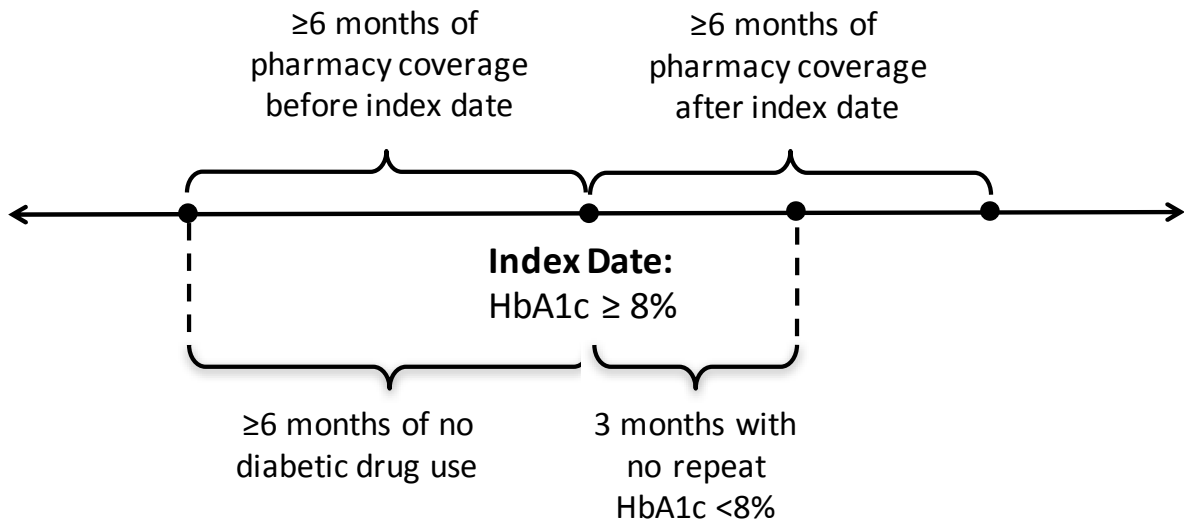 ≥6 months of
pharmacy coverage
before index date
≥6 months of
pharmacy coverage
after index date
Index Date:
HbA1c ≥ 8%
≥6 months of no
diabetic drug use
3 months with
no repeat
HbA1c <8%